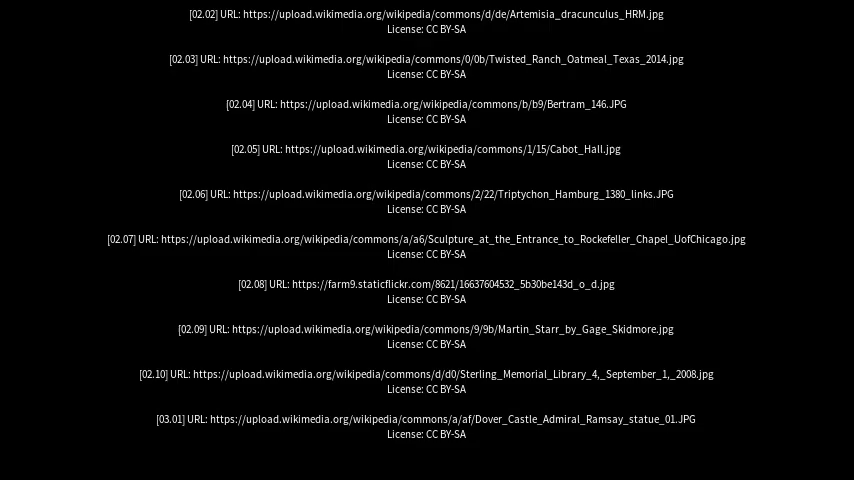 [02.02] URL: https://upload.wikimedia.org/wikipedia/commons/d/de/Artemisia_dracunculus_HRM.jpg
License: CC BY-SA
[02.03] URL: https://upload.wikimedia.org/wikipedia/commons/0/0b/Twisted_Ranch_Oatmeal_Texas_2014.jpg
License: CC BY-SA
[02.04] URL: https://upload.wikimedia.org/wikipedia/commons/b/b9/Bertram_146.JPG
License: CC BY-SA
[02.05] URL: https://upload.wikimedia.org/wikipedia/commons/1/15/Cabot_Hall.jpg
License: CC BY-SA
[02.06] URL: https://upload.wikimedia.org/wikipedia/commons/2/22/Triptychon_Hamburg_1380_links.JPG
License: CC BY-SA
[02.07] URL: https://upload.wikimedia.org/wikipedia/commons/a/a6/Sculpture_at_the_Entrance_to_Rockefeller_Chapel_UofChicago.jpg
License: CC BY-SA
[02.08] URL: https://farm9.staticflickr.com/8621/16637604532_5b30be143d_o_d.jpg
License: CC BY-SA
[02.09] URL: https://upload.wikimedia.org/wikipedia/commons/9/9b/Martin_Starr_by_Gage_Skidmore.jpg
License: CC BY-SA
[02.10] URL: https://upload.wikimedia.org/wikipedia/commons/d/d0/Sterling_Memorial_Library_4,_September_1,_2008.jpg
License: CC BY-SA
[03.01] URL: https://upload.wikimedia.org/wikipedia/commons/a/af/Dover_Castle_Admiral_Ramsay_statue_01.JPG
License: CC BY-SA